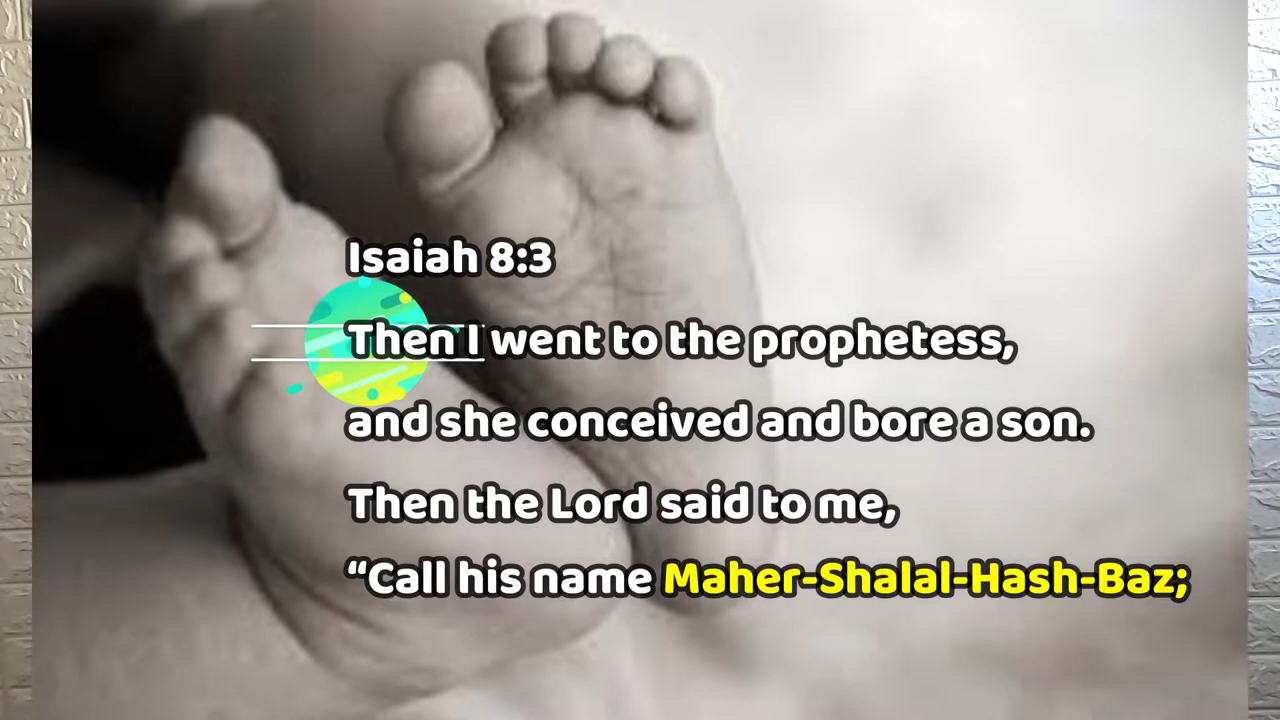 Isaiah 8:3
Then I went to the prophetess,
and she conceived and bore a son.
Then the Lord said to me,
“Call his name Maher-Shalal-Hash-Baz;